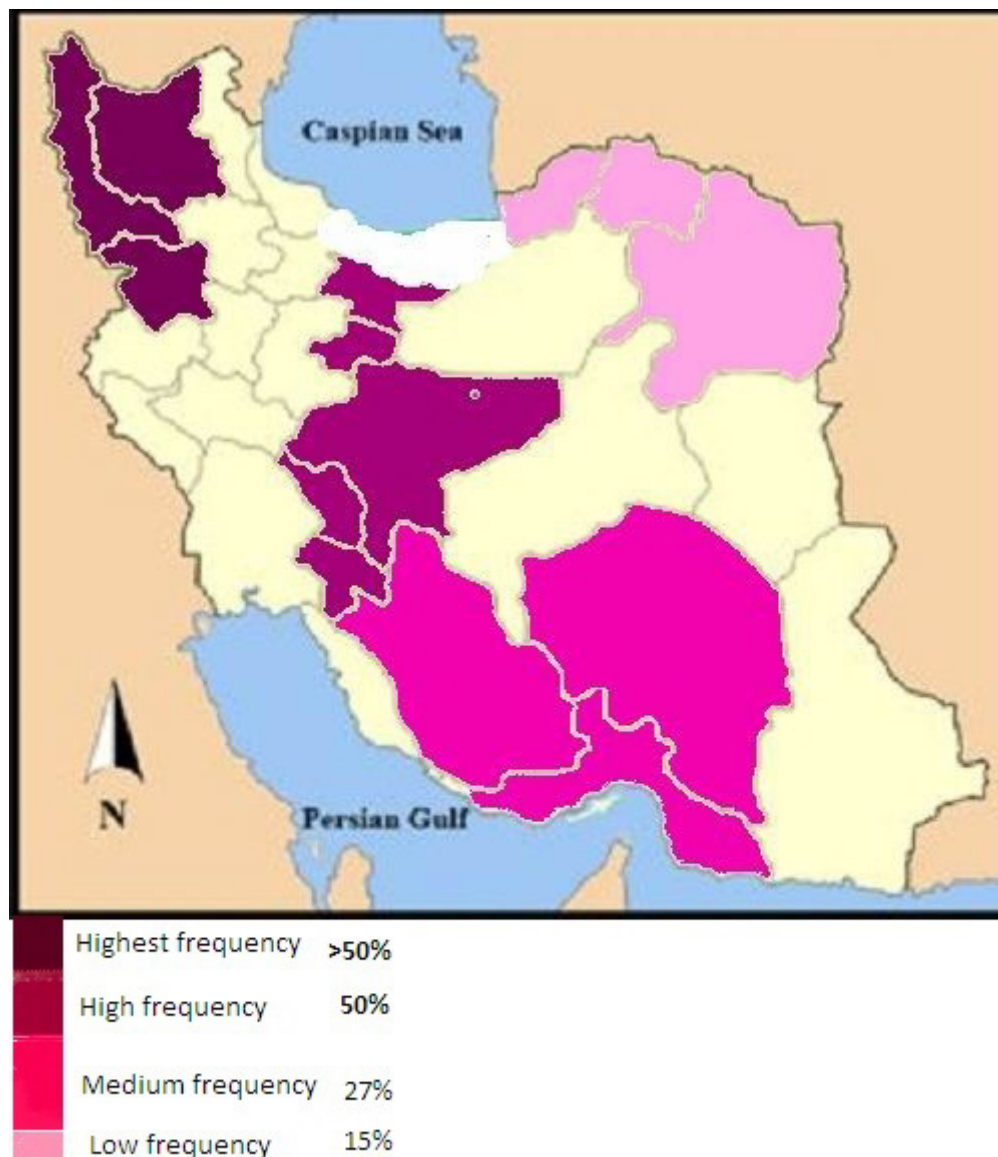 Caspian Sea
N
Persian Gulf
Highest frequency >50%
High frequency 50%
Medium frequency 27%
Low frequency 15%